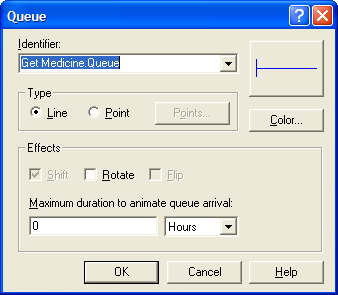 Queue
Identifier:
Get Medicine.Queue
Type
Line Point Points...
Color...
Effects
Shift Rotate Flip
Maximum duration to animate queue arrival:
0 Hours
OK Cancel Help